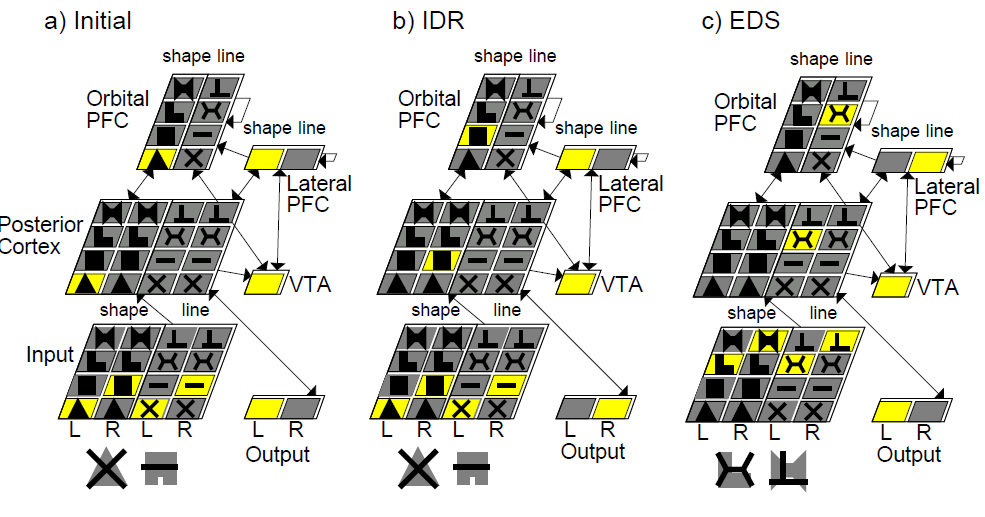 a) Initial
shape line
Orbital
PFC
shape line
Lateral
PFC
Posterior
Cortex
VTA
shape line
Input
L R L R
L R
Output
b) IDR
shape line
Orbital
PFC
shape line
Lateral
PFC
VTA
shape line
L R L R
L R
Output
c) EDS
shape line
Orbital
PFC
shape line
Lateral
PFC
VTA
shape line
L R L R
L R
Output